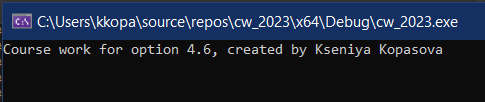 C:\Users\kkopa\source\repos\cw_2023\x64\Debug\cw_2023.exe
Course work for option 4.6, created by Kseniya Kopasova